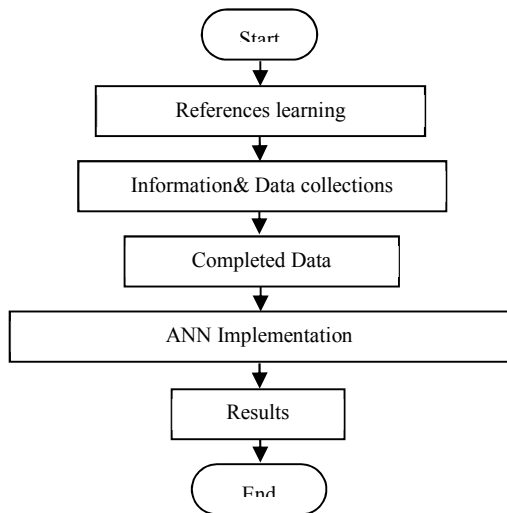 Start
References learning
Information& Data collections
Completed Data
ANN Implementation
Results
End